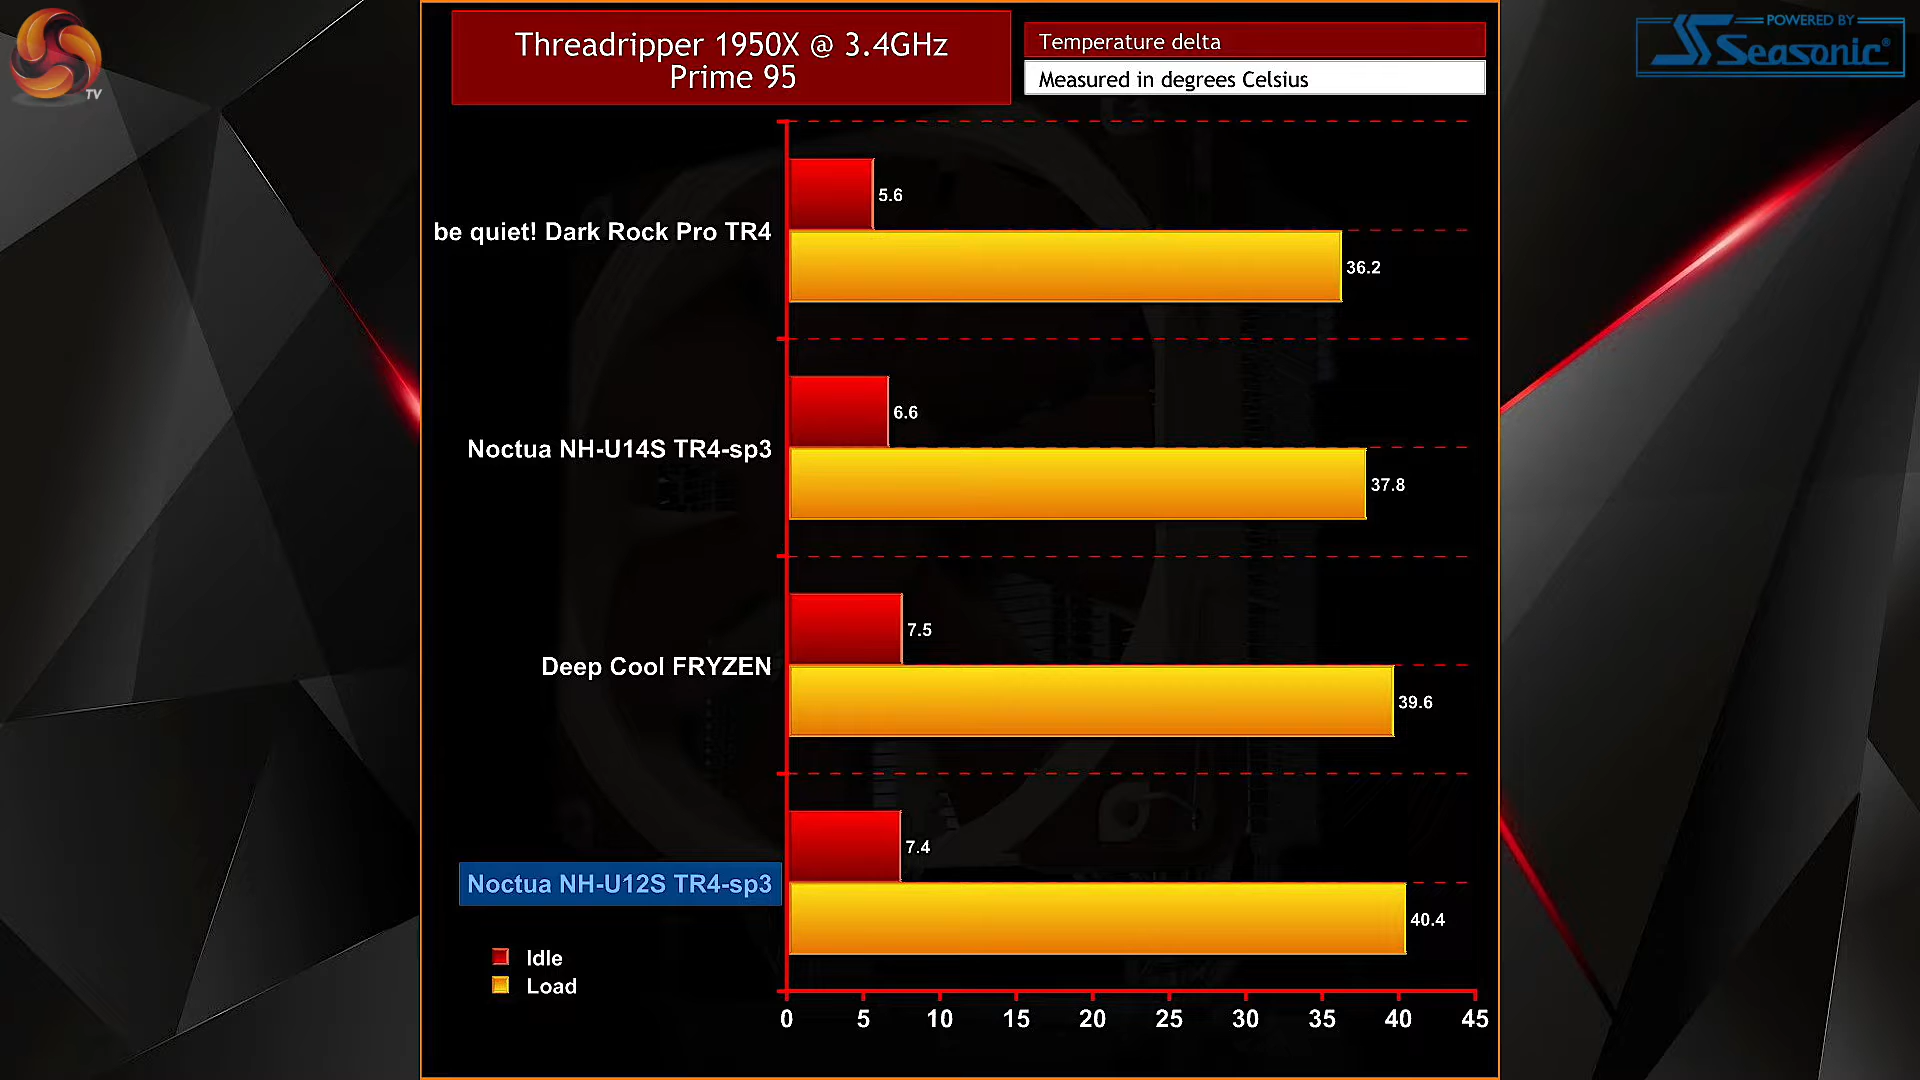 TV
Threadripper 1950X @ 3.4GHz
Prime 95
Temperature delta
Measured in degrees Celsius
POWERED BY
Seasonic®
be quiet! Dark Rock Pro TR4
5.6
36.2
Noctua NH-U14S TR4-sp3
6.6
37.8
Deep Cool FRYZEN
7.5
39.6
Noctua NH-U12S TR4-sp3
7.4
40.4
Idle
Load
0 5 10 15 20 25 30 35 40 45